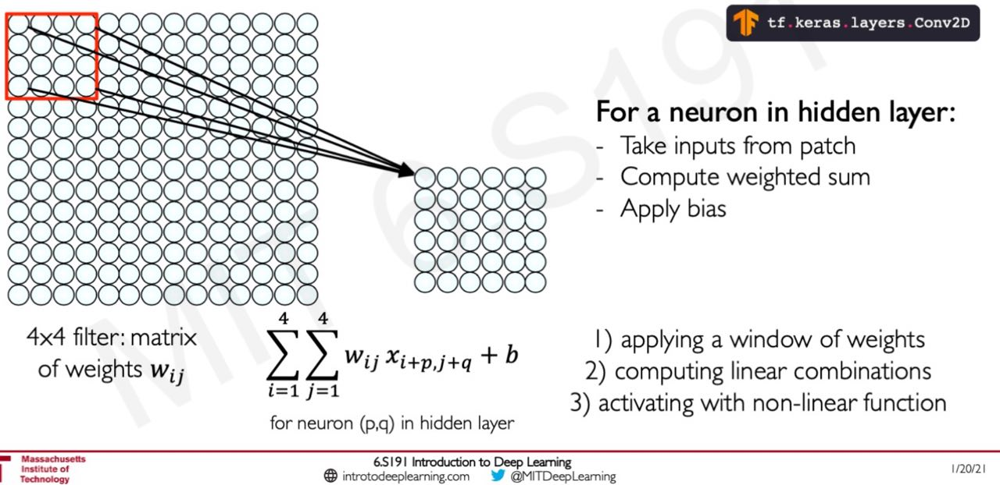 tf.keras.layers.Conv2D
For a neuron in hidden layer:
- Take inputs from patch
- Compute weighted sum
- Apply bias
4x4 filter: matrix
of weights w_{ij}
\sum_{i=1}^{4} \sum_{j=1}^{4} w_{ij} x_{i+p,j+q} + b
for neuron (p,q) in hidden layer
1) applying a window of weights
2) computing linear combinations
3) activating with non-linear function
MIT 6.S191
Massachusetts
Institute of
Technology
6.S191 Introduction to Deep Learning
introtodeeplearning.com @MITDeepLearning
1/20/21